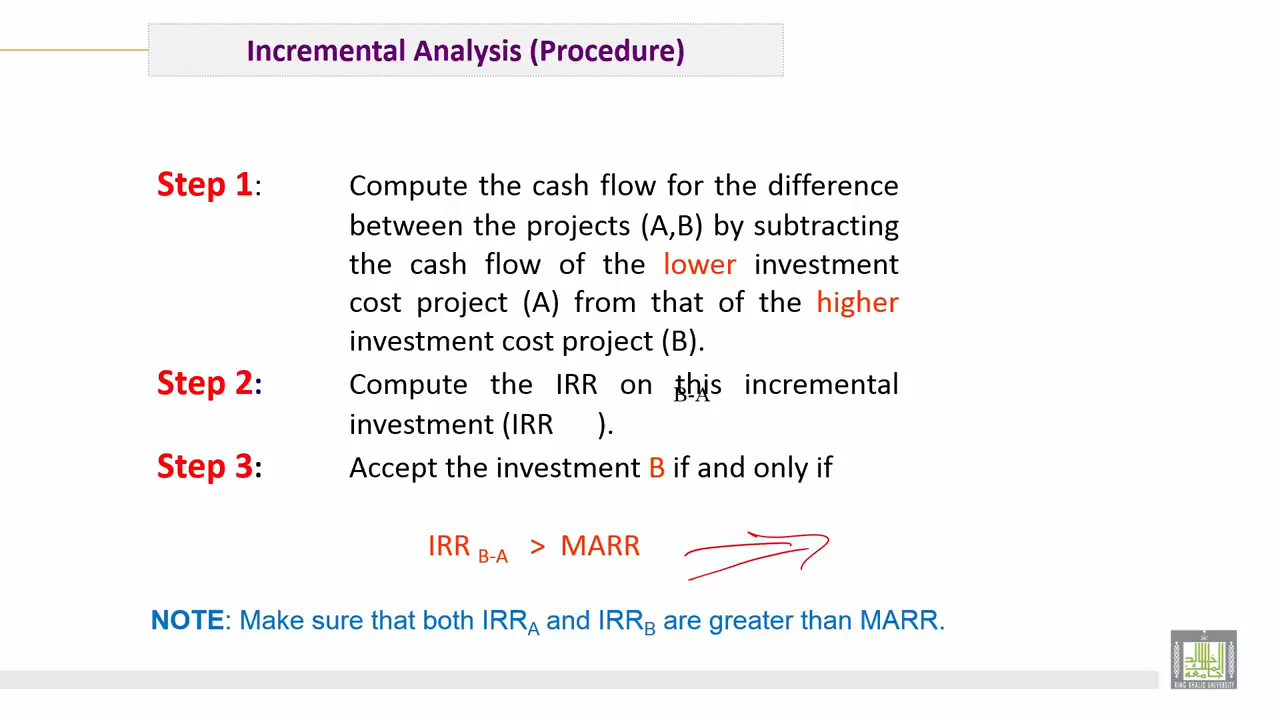 Incremental Analysis (Procedure)
Step 1: Compute the cash flow for the difference
between the projects (A,B) by subtracting
the cash flow of the lower investment
cost project (A) from that of the higher
investment cost project (B).
Step 2: Compute the IRR on this incremental
B-A
investment (IRR ).
Step 3: Accept the investment B if and only if
IRR B-A > MARR
NOTE: Make sure that both IRRA and IRRB are greater than MARR.
KING KHALID UNIVERSITY